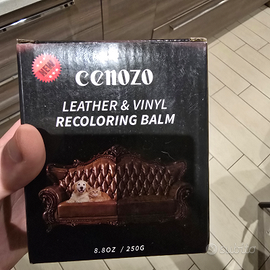 cenozo
LEATHER & VINYL
RECOLORING BALM
8.8OZ / 250G